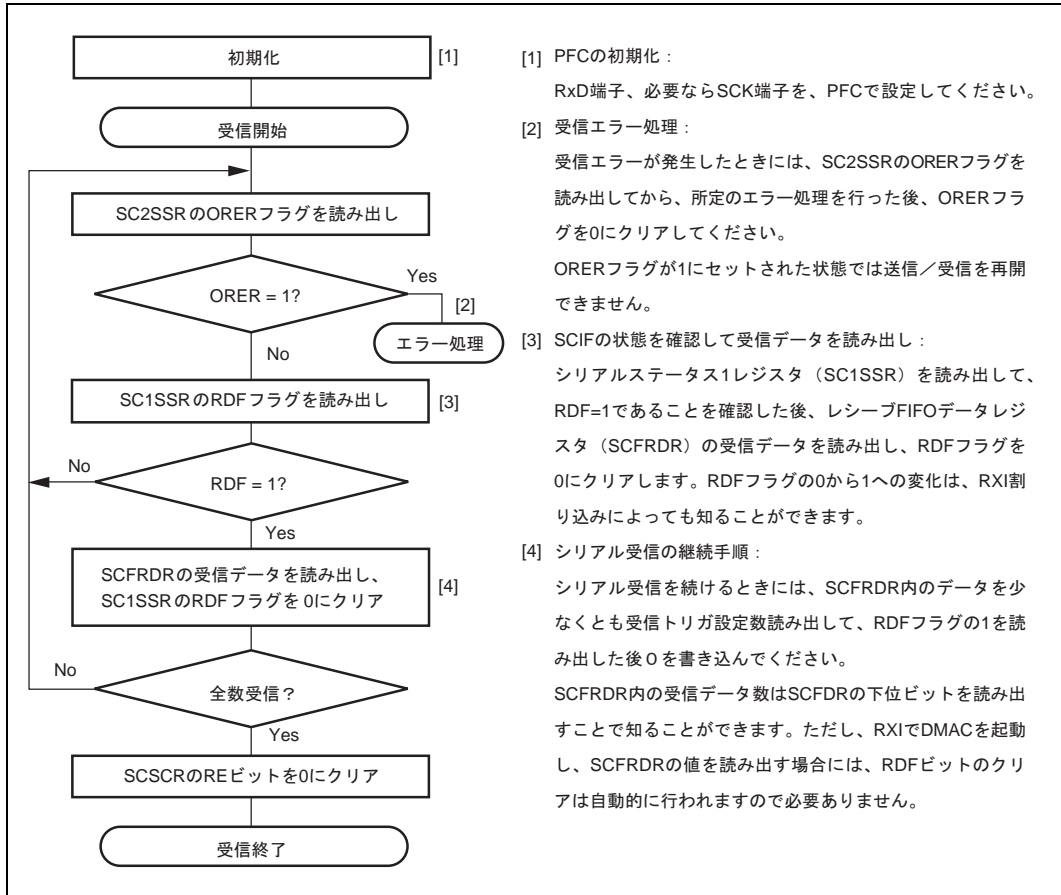 初期化
[1]
受信開始
SC2SSRのORERフラグを読み出し
ORER = 1?
Yes
[2]
エラー処理
No
SC1SSRのRDFフラグを読み出し
[3]
RDF = 1?
No
Yes
SCFRDRの受信データを読み出し、
SC1SSRのRDFフラグを0にクリア
[4]
全数受信？
No
Yes
SCSCRのREビットを0にクリア
受信終了
[1] PFCの初期化：
RxD端子、必要ならSCK端子を、PFCで設定してください。
[2] 受信エラー処理：
受信エラーが発生したときには、SC2SSRのORERフラグを
読み出してから、所定のエラー処理を行った後、ORERフラ
グを0にクリアしてください。
ORERフラグが1にセットされた状態では送信／受信を再開
できません。
[3] SCIFの状態を確認して受信データを読み出し：
シリアルステータス1レジスタ（SC1SSR）を読み出して、
RDF=1であることを確認した後、レシーブFIFOデータレジ
スタ（SCFRDR）の受信データを読み出し、RDFフラグを
0にクリアします。RDFフラグの0から1への変化は、RXI割
り込みによっても知ることができます。
[4] シリアル受信の継続手順：
シリアル受信を続けるときには、SCFRDR内のデータを少
なくとも受信トリガ設定数読み出して、RDFフラグの1を読
み出した後０を書き込んでください。
SCFRDR内の受信データ数はSCFDRの下位ビットを読み出
すことで知ることができます。ただし、RXIでDMACを起動
し、SCFRDRの値を読み出す場合には、RDFビットのクリ
アは自動的に行われますので必要ありません。